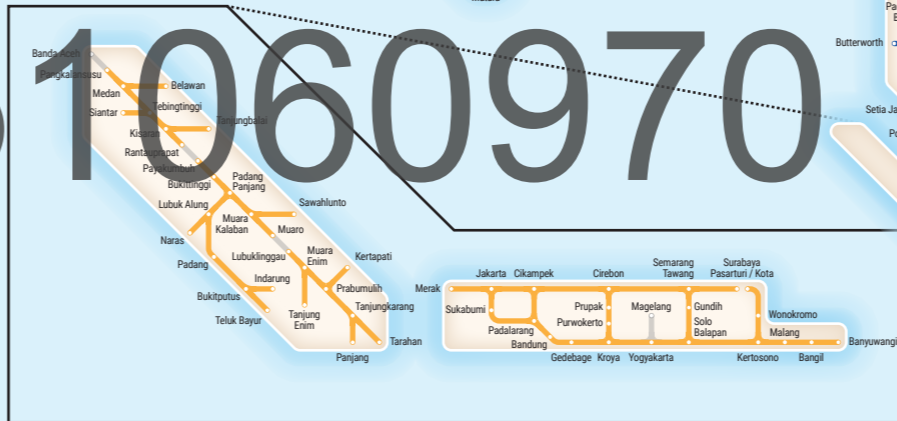 1060970
Banda Aceh
Pangkalansusu
Medan
Belawan
Siantar
Tebingtinggi
Kisaran
Tanjungbalai
Rantauprapat
Payakumbuh
Bukittinggi
Padang
Panjang
Lubuk Alung
Muara
Kalaban
Sawahlunto
Naras
Muaro
Padang
Lubuklinggau
Muara
Enim
Kertapati
Indarung
Bukitputus
Prabumulih
Teluk Bayur
Tanjung
Enim
Tanjungkarang
Panjang
Tarahan
Merak
Jakarta
Cikampek
Cirebon
Semarang
Tawang
Surabaya
Pasarturi / Kota
Sukabumi
Padalarang
Bandung
Prupak
Purwokerto
Magelang
Gundih
Solo
Balapan
Wonokromo
Malang
Banyuwangi
Gedebage
Kroya
Yogyakarta
Kertosono
Bangil
Butterworth